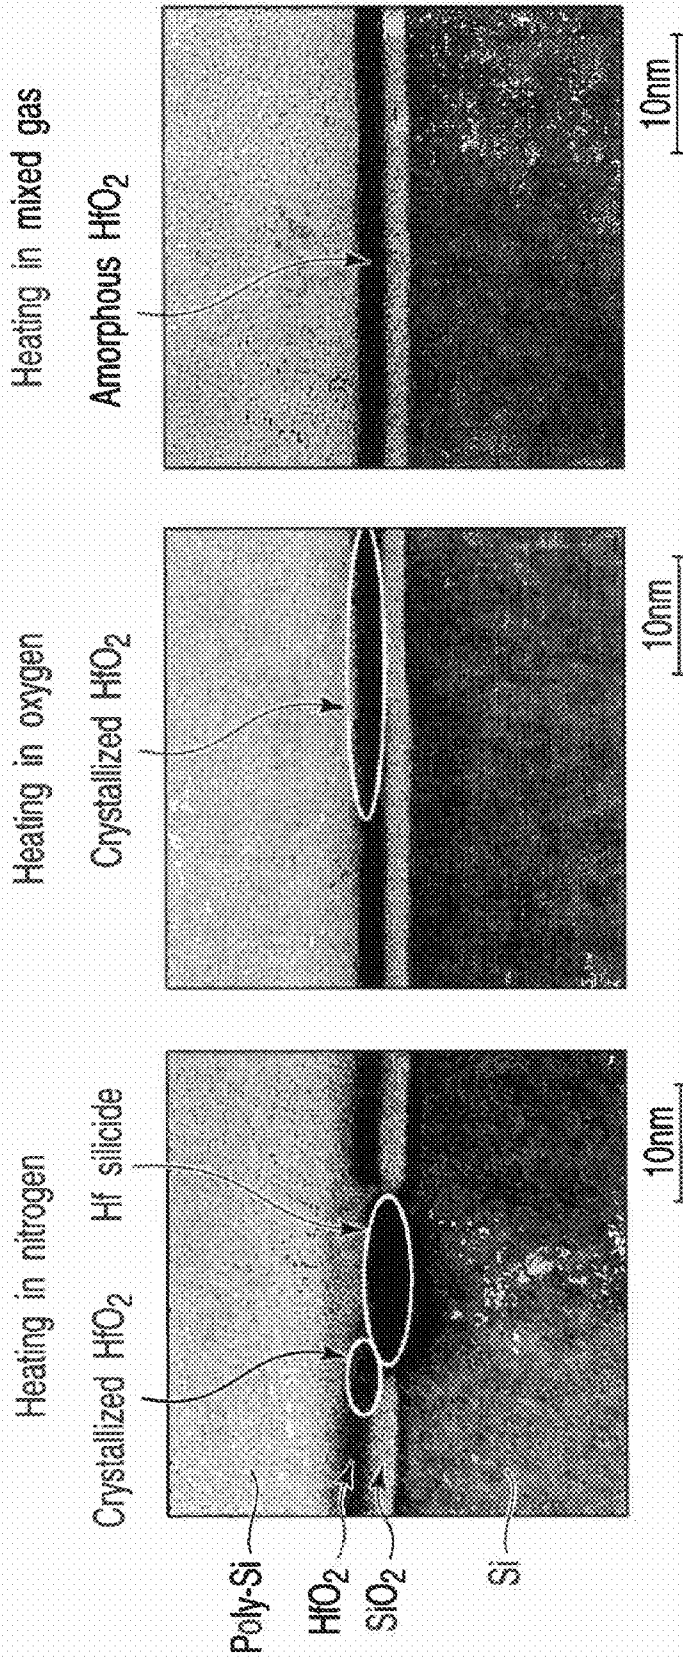 Heating in nitrogen
Crystallized HfO2
Hf silicide
Poly-Si
HfO2
SiO2
Si
10nm
Heating in oxygen
Crystallized HfO2
10nm
Heating in mixed gas
Amorphous HfO2
10nm